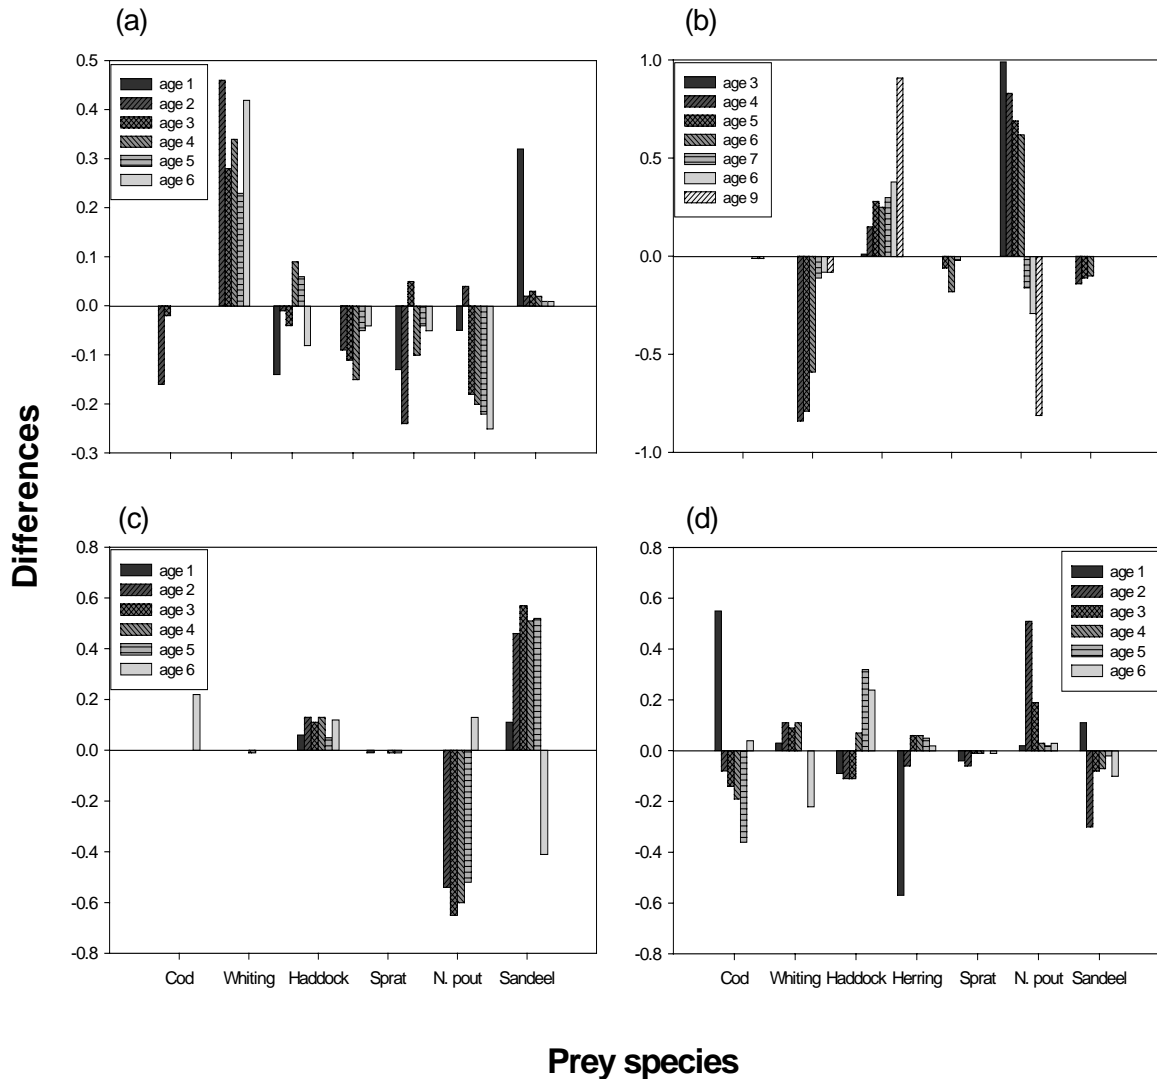 (a)
0.5
0.4
0.3
0.2
0.1
0.0
-0.1
-0.2
-0.3
age 1
age 2
age 3
age 4
age 5
age 6
(b)
1.0
0.5
0.0
-0.5
-1.0
age 3
age 4
age 5
age 6
age 7
age 6
age 9
Differences
(c)
0.8
0.6
0.4
0.2
0.0
-0.2
-0.4
-0.6
-0.8
age 1
age 2
age 3
age 4
age 5
age 6
Cod Whiting Haddock Sprat N. pout Sandeel
(d)
0.8
0.6
0.4
0.2
0.0
-0.2
-0.4
-0.6
-0.8
age 1
age 2
age 3
age 4
age 5
age 6
Cod Whiting Haddock Herring Sprat N. pout Sandeel
Prey species